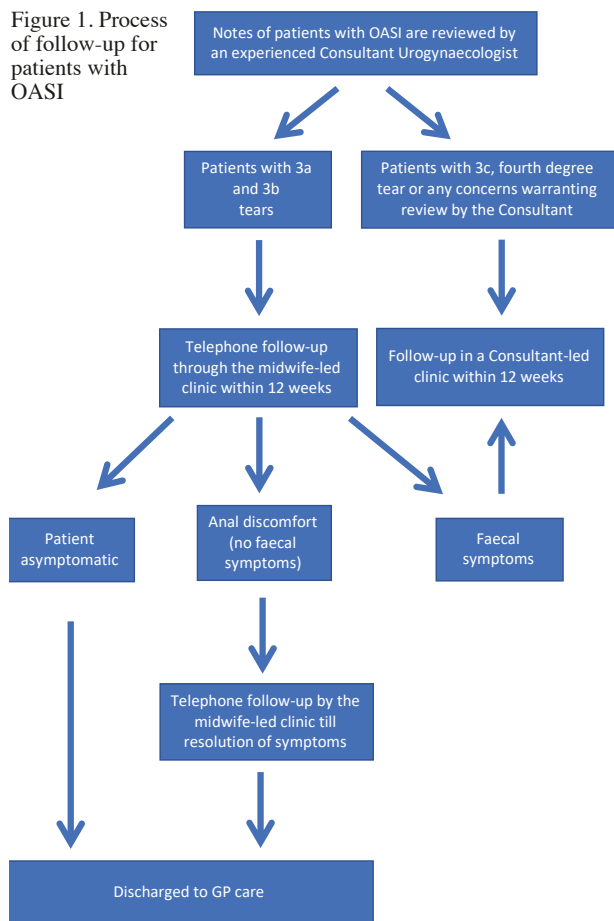 Figure 1. Process
of follow-up for
patients with
OASI
Notes of patients with OASI are reviewed by
an experienced Consultant Urogynaecologist
Patients with 3a
and 3b
tears
Patients with 3c, fourth degree
tear or any concerns warranting
review by the Consultant
Telephone follow-up
through the midwife-led
clinic within 12 weeks
Follow-up in a Consultant-led
clinic within 12 weeks
Patient
asymptomatic
Anal discomfort
(no faecal
symptoms)
Faecal
symptoms
Telephone follow-up by the
midwife-led clinic till
resolution of symptoms
Discharged to GP care